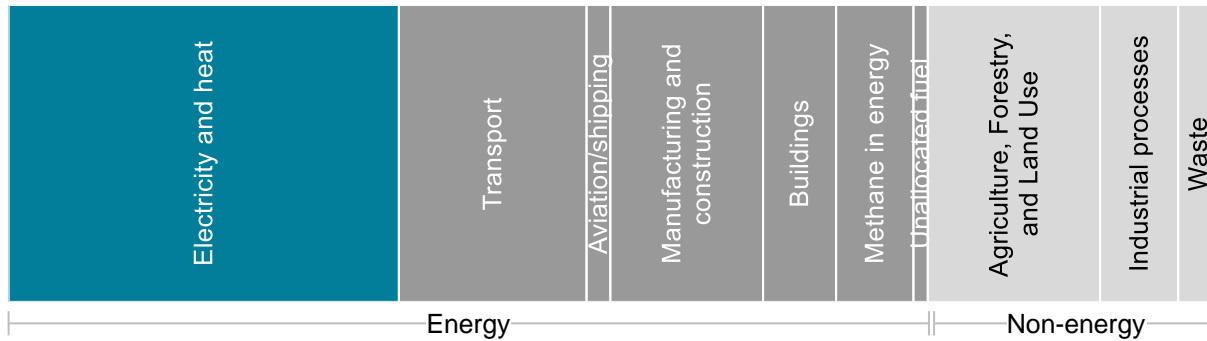 Electricity and heat
Transport
Aviation/shipping
Manufacturing and
construction
Buildings
Methane in energy
Unallocated fuel
Agriculture, Forestry,
and Land Use
Industrial processes
Waste
Energy
Non-energy